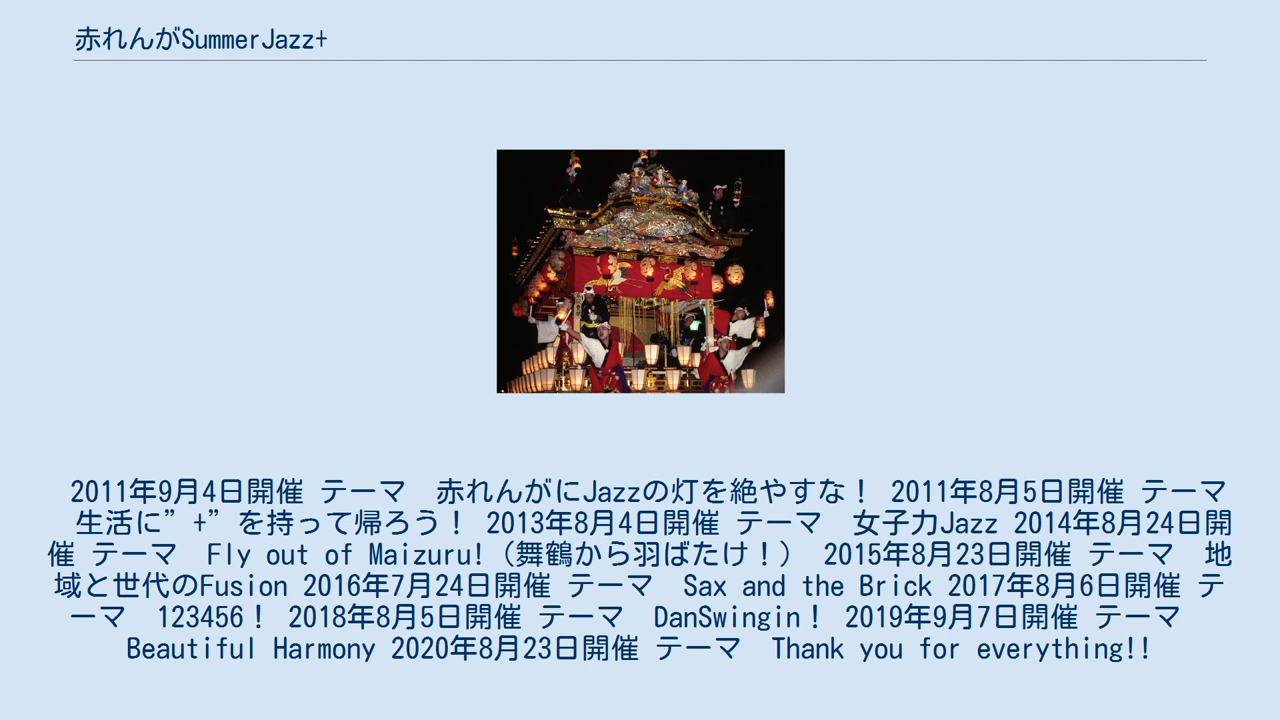 赤れんがSummerJazz+
2011年9月4日開催 テーマ　赤れんがにJazzの灯を絶やすな！ 2011年8月5日開催 テーマ
生活に”+”を持って帰ろう！ 2013年8月4日開催 テーマ　女子力Jazz 2014年8月24日開
催 テーマ　Fly out of Maizuru!（舞鶴から羽ばたけ！） 2015年8月23日開催 テーマ　地
域と世代のFusion 2016年7月24日開催 テーマ　Sax and the Brick 2017年8月6日開催 テ
ーマ　123456！ 2018年8月5日開催 テーマ　DanSwingin！ 2019年9月7日開催 テーマ
Beautiful Harmony 2020年8月23日開催 テーマ　Thank you for everything!!